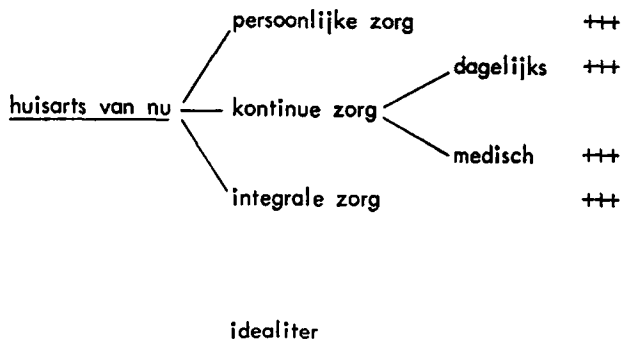 persoonlijke zorg +++
dagelijks +++
huisarts van nu kontinue zorg
medisch +++
integrale zorg +++
idealiter